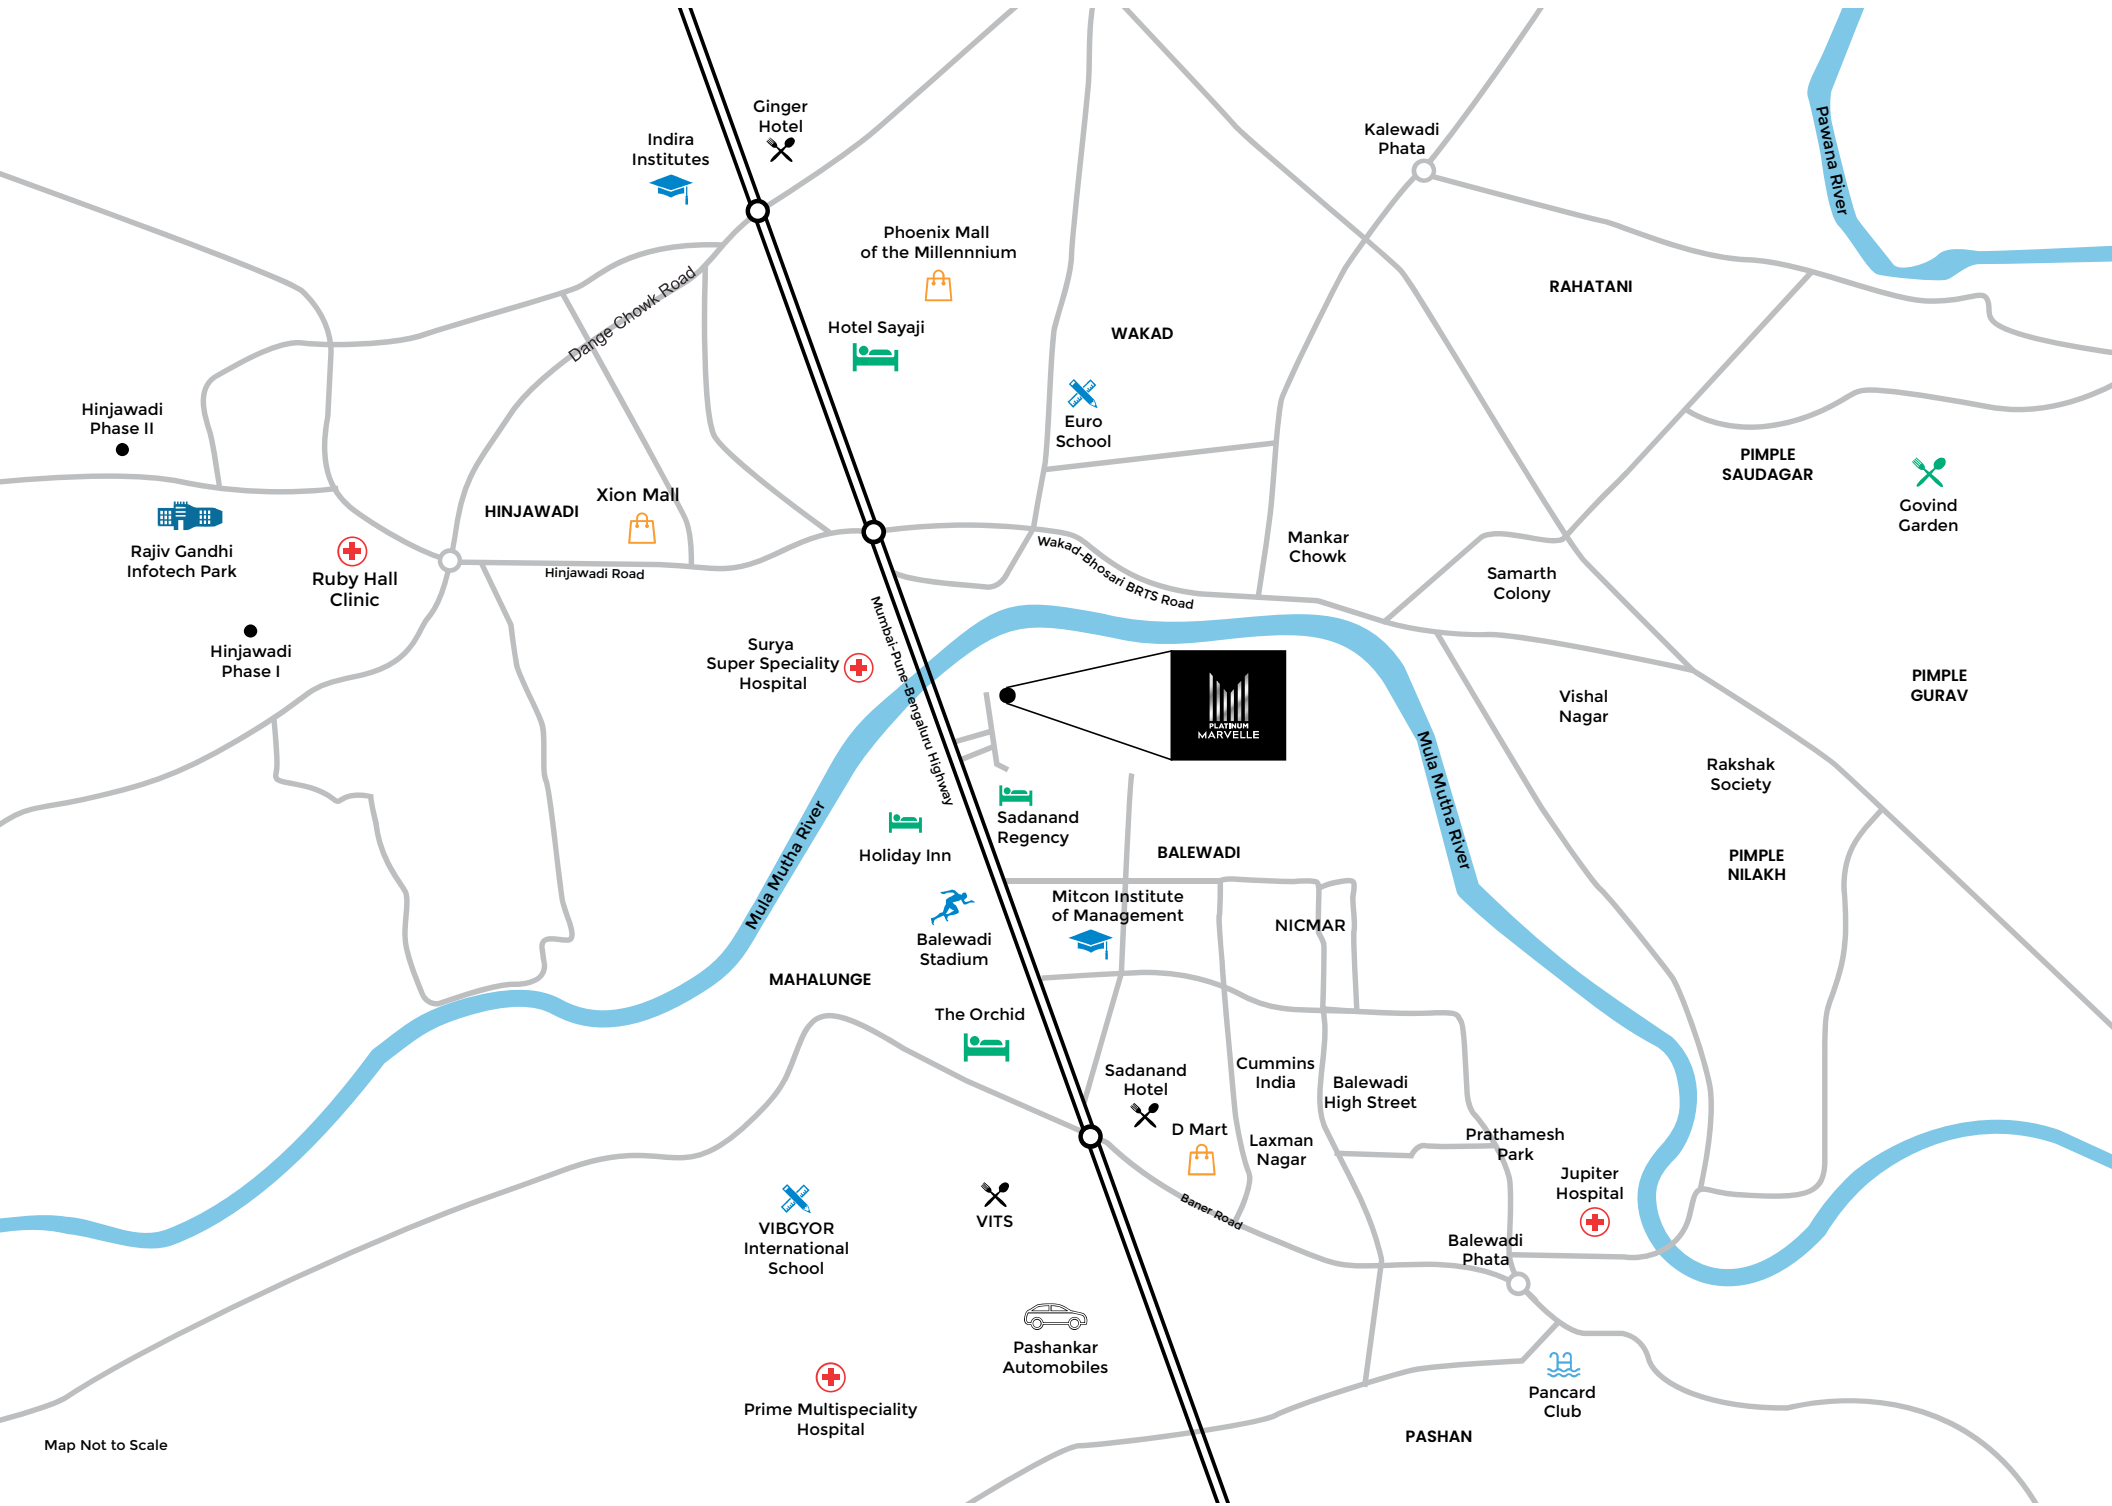 Ginger
Hotel
Indira
Institutes
Kalewadi
Phata
Pawana River
Phoenix Mall
of the Millennnium
Dange Chowk Road
RAHATANI
Hotel Sayaji
WAKAD
Hinjawadi
Phase II
Euro
School
PIMPLE
SAUDAGAR
Xion Mall
HINJAWADI
Govind
Garden
Rajiv Gandhi
Infotech Park
Ruby Hall
Clinic
Hinjawadi Road
Wakad-Bhosari BRTS Road
Mankar
Chowk
Samarth
Colony
Hinjawadi
Phase I
Surya
Super Speciality
Hospital
Mumbai-Pune-Bengaluru Highway
PLATINUM
MARVELLE
Vishal
Nagar
PIMPLE
GURAV
Mula Mutha River
Rakshak
Society
Mula Mutha River
Sadanand
Regency
Holiday Inn
BALEWADI
PIMPLE
NILAKH
Mitcon Institute
of Management
NICMAR
Balewadi
Stadium
MAHALUNGE
The Orchid
Sadanand
Hotel
Cummins
India
Balewadi
High Street
D Mart
Laxman
Nagar
Prathamesh
Park
Jupiter
Hospital
Baner Road
VITS
VIBGYOR
International
School
Balewadi
Phata
Pashankar
Automobiles
Prime Multispeciality
Hospital
Pancard
Club
PASHAN
Map Not to Scale